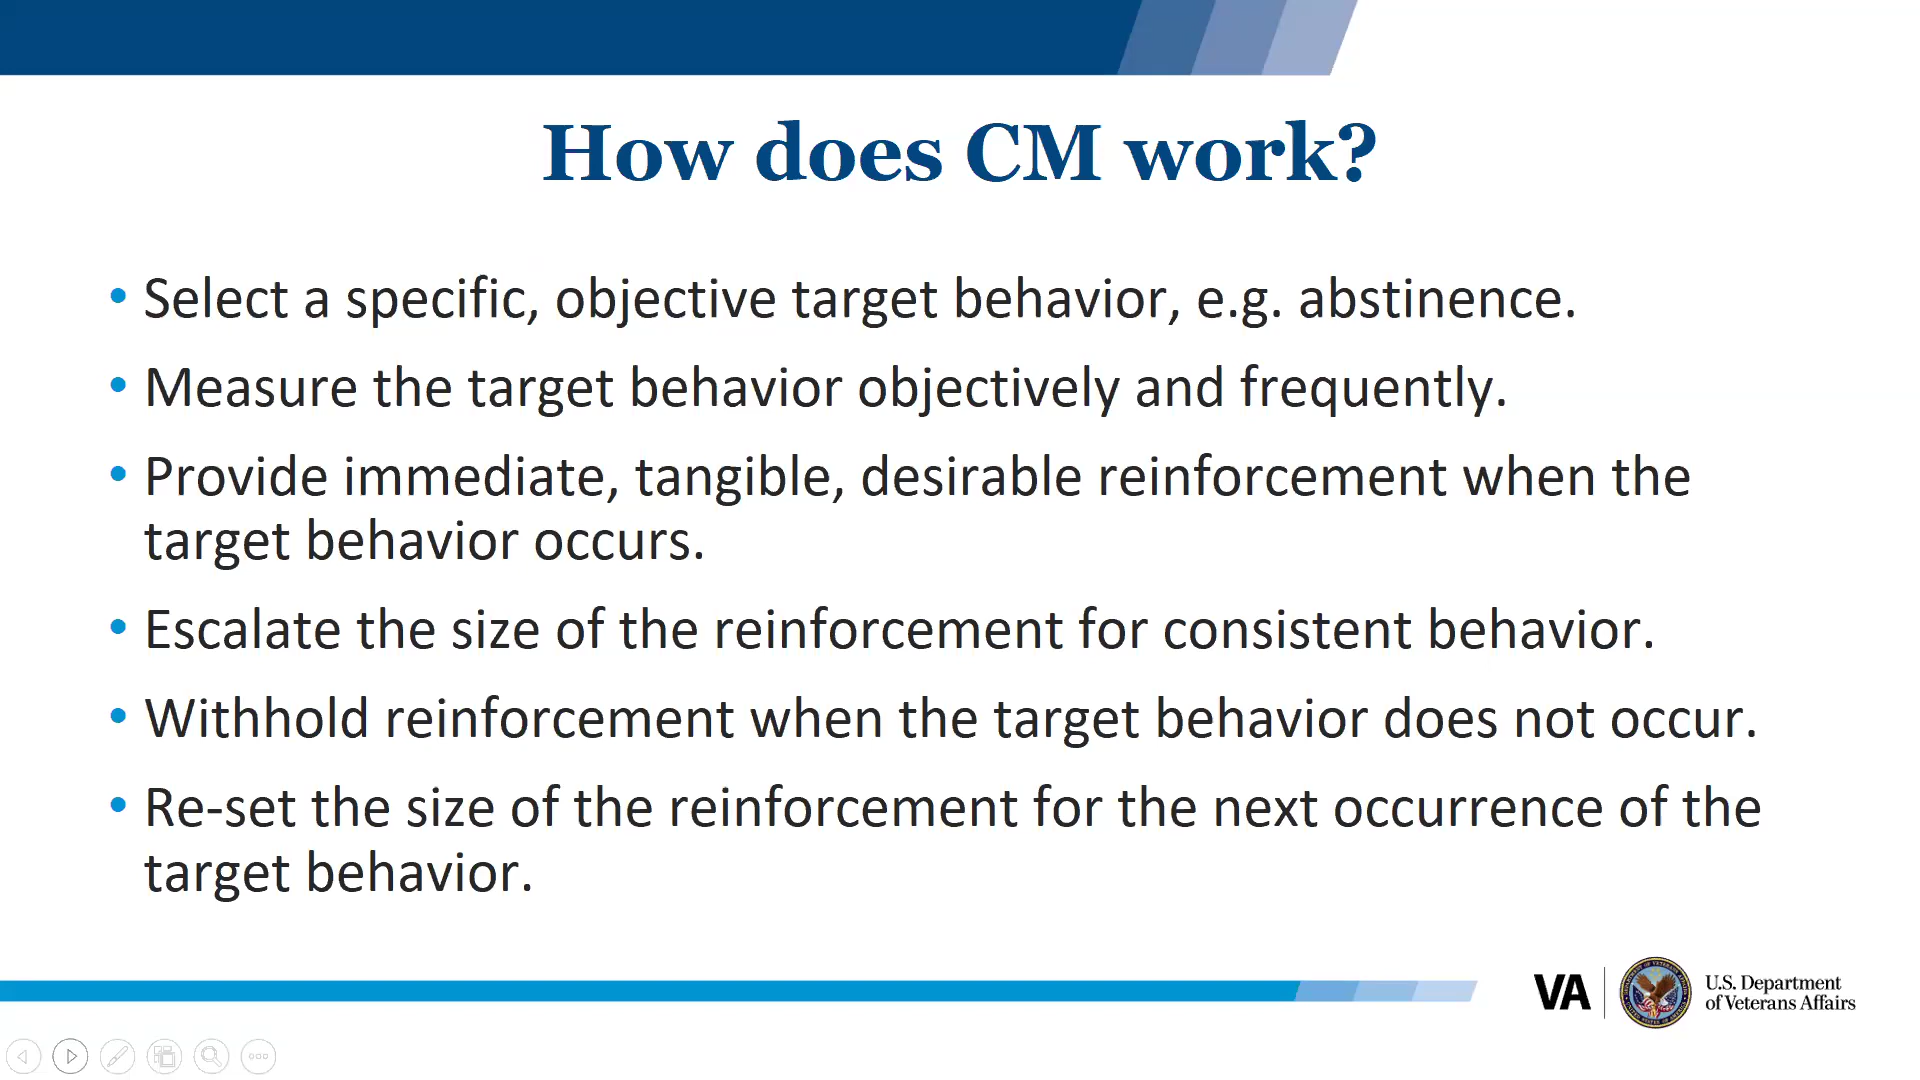 How does CM work?
• Select a specific, objective target behavior, e.g. abstinence.
• Measure the target behavior objectively and frequently.
• Provide immediate, tangible, desirable reinforcement when the
target behavior occurs.
• Escalate the size of the reinforcement for consistent behavior.
• Withhold reinforcement when the target behavior does not occur.
• Re-set the size of the reinforcement for the next occurrence of the
target behavior.
VA
U.S. Department
of Veterans Affairs